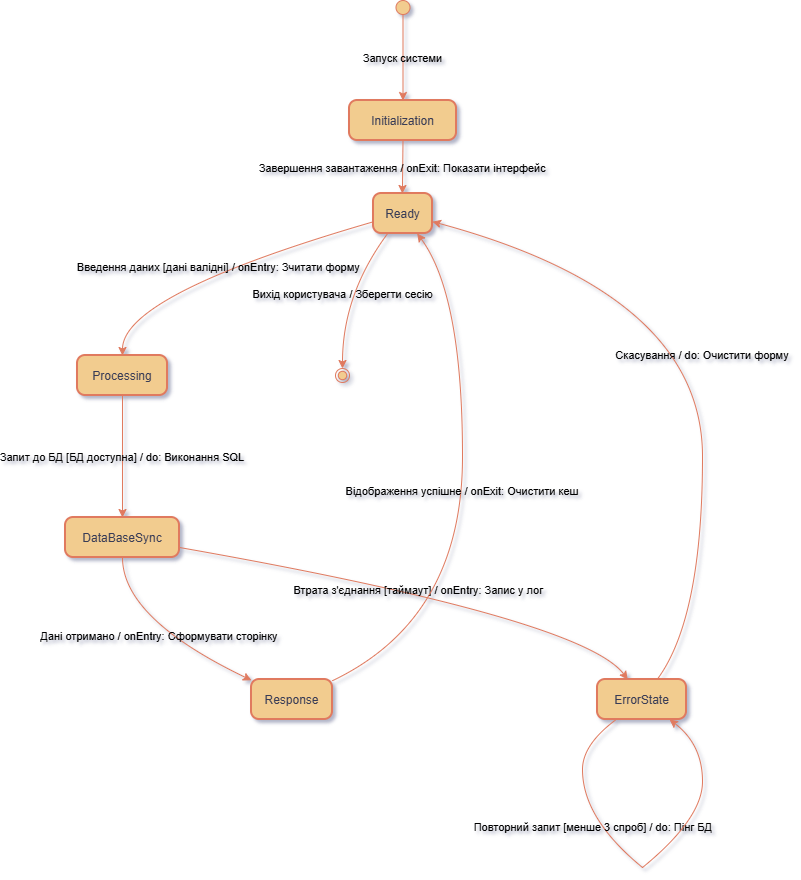 Запуск системи
Initialization
Завершення завантаження / onExit: Показати інтерфейс
Ready
Введення даних [дані валідні] / onEntry: Зчитати форму
Вихід користувача / Зберегти сесію
Скасування / do: Очистити форму
Processing
Запит до БД [БД доступна] / do: Виконання SQL
Відображення успішне / onExit: Очистити кеш
DataBaseSync
Втрата з'єднання [таймаут] / onEntry: Запис у лог
Дані отримано / onEntry: Сформувати сторінку
Response
ErrorState
Повторний запит [менше 3 спроб] / do: Пінг БД